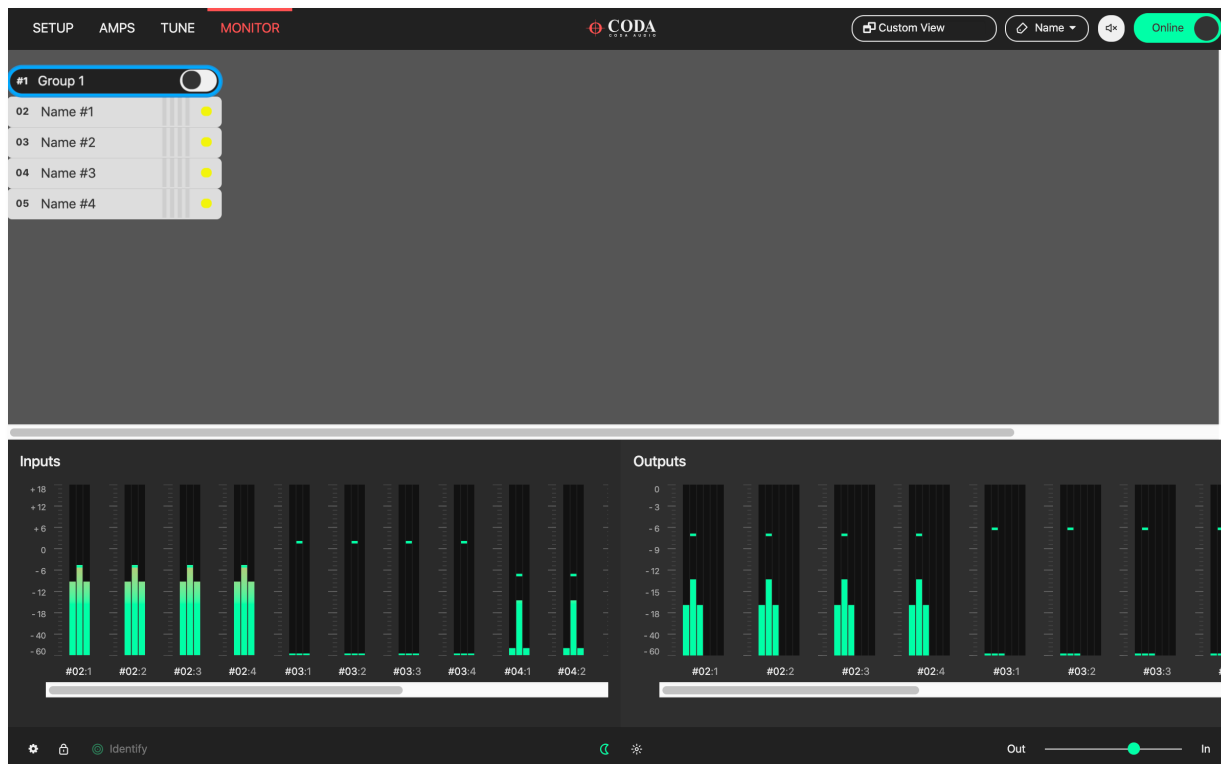 SETUP AMPS TUNE MONITOR CODA Custom View Name Online
CODA AUDIO
#1 Group 1
02 Name #1
03 Name #2
04 Name #3
05 Name #4
Inputs
+ 18
+ 12
+ 6
0
- 6
- 12
- 18
- 40
- 60
#02:1 #02:2 #02:3 #02:4 #03:1 #03:2 #03:3 #03:4 #04:1 #04:2
Outputs
0
- 3
- 6
- 9
- 12
- 15
- 18
- 40
- 60
#02:1 #02:2 #02:3 #02:4 #03:1 #03:2 #03:3
Identify Out In